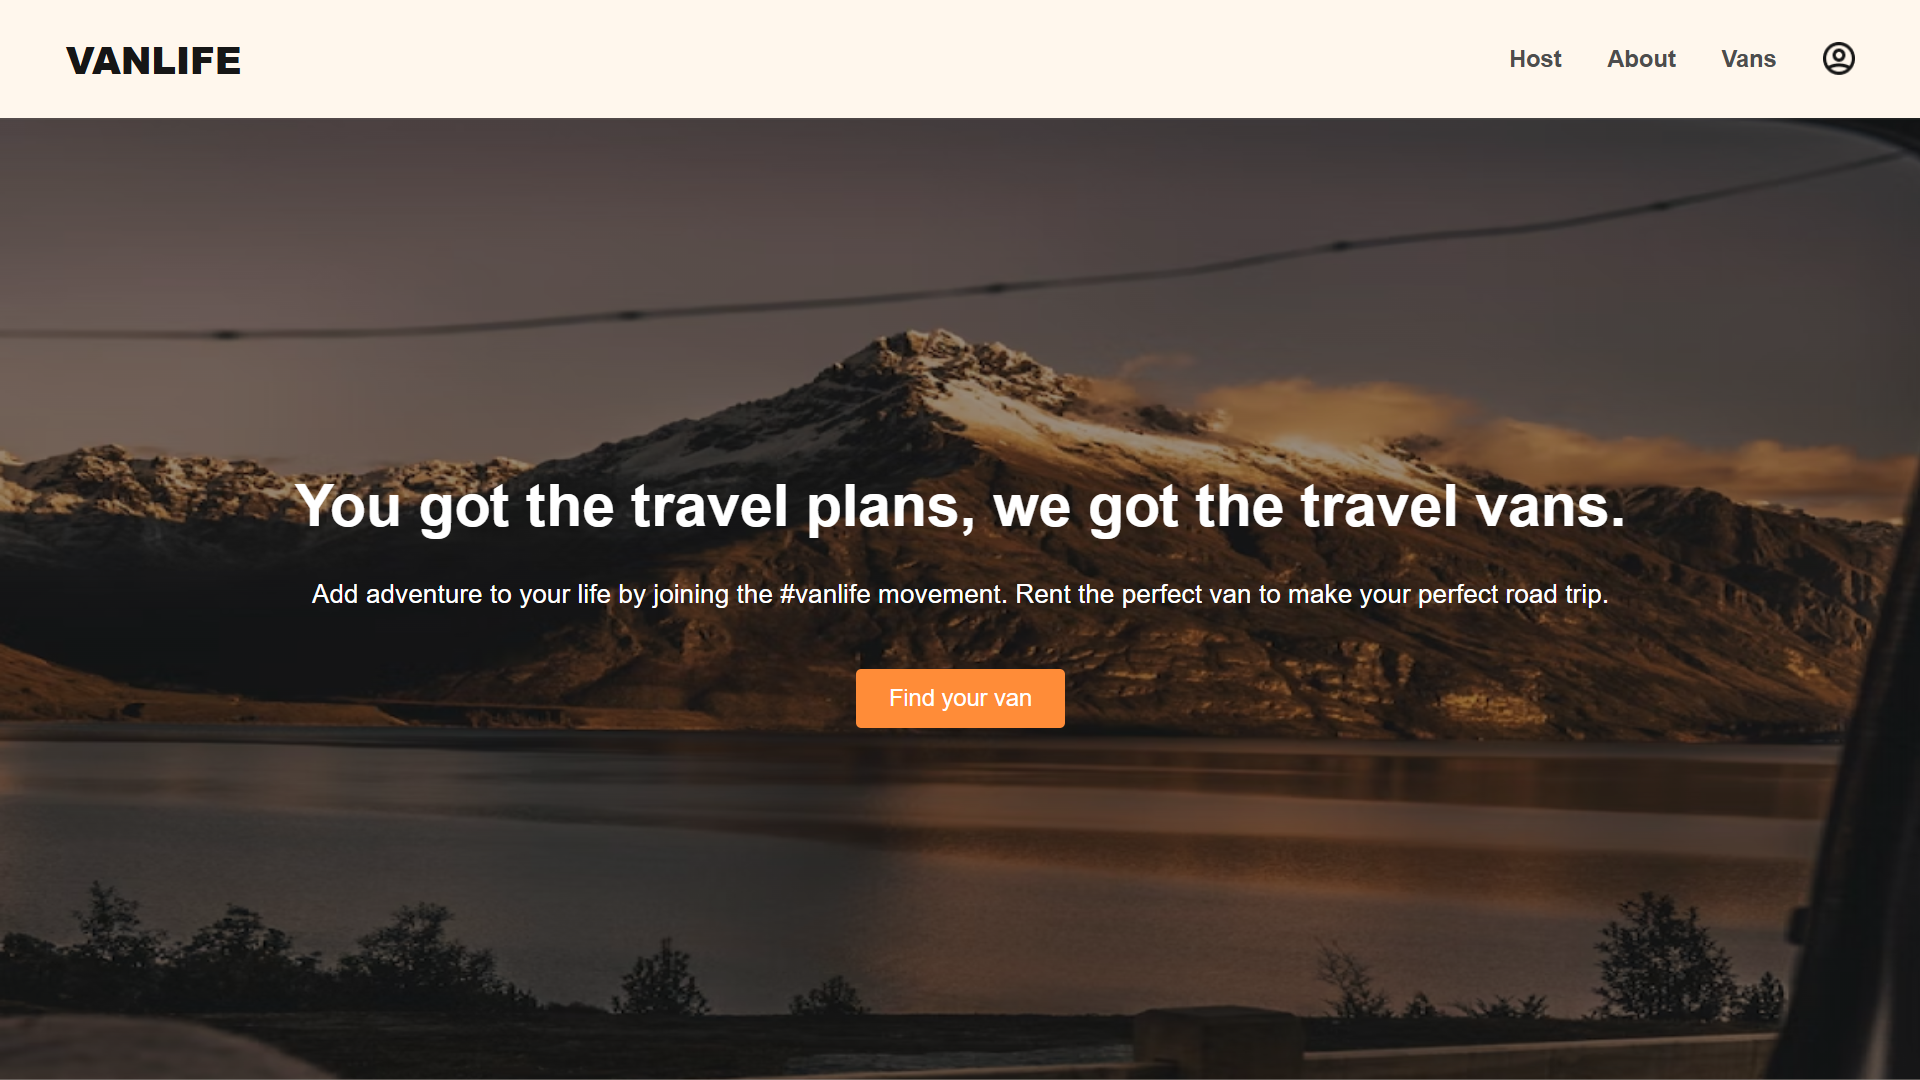 VANLIFE
Host About Vans
You got the travel plans, we got the travel vans.
Add adventure to your life by joining the #vanlife movement. Rent the perfect van to make your perfect road trip.
Find your van